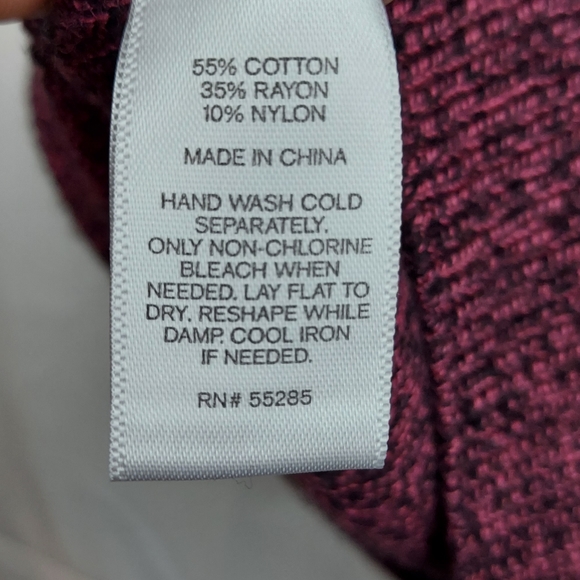 55% COTTON
35% RAYON
10% NYLON
MADE IN CHINA
HAND WASH COLD
SEPARATELY.
ONLY NON-CHLORINE
BLEACH WHEN
NEEDED. LAY FLAT TO
DRY. RESHAPE WHILE
DAMP. COOL IRON
IF NEEDED.
RN# 55285